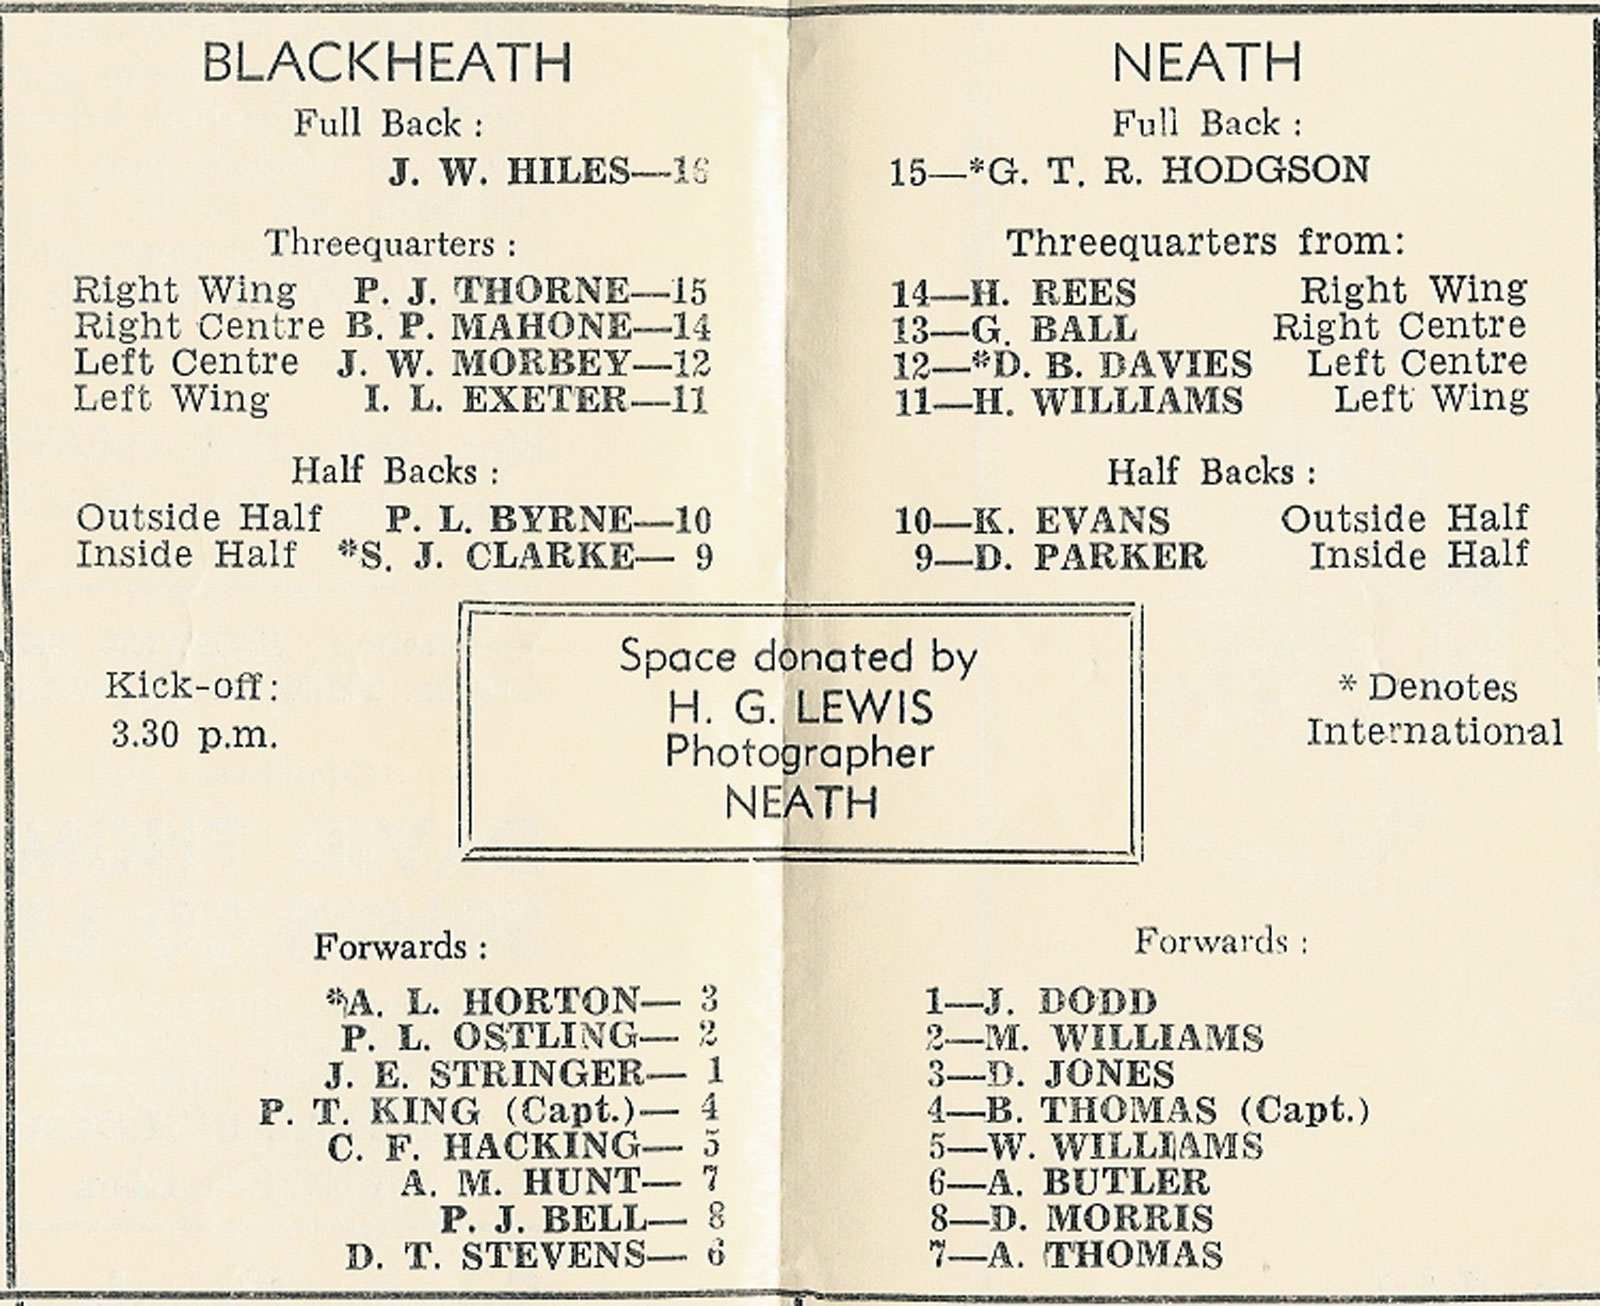 BLACKHEATH
Full Back :
J. W. HILES—16
Threequarters :
Right Wing P. J. THORNE—15
Right Centre B. P. MAHONE—14
Left Centre J. W. MORBEY—12
Left Wing I. L. EXETER—11
Half Backs :
Outside Half P. L. BYRNE—10
Inside Half *S. J. CLARKE— 9
NEATH
Full Back :
15—*G. T. R. HODGSON
Threequarters from:
14—H. REES Right Wing
13—G. BALL Right Centre
12—*D. B. DAVIES Left Centre
11—H. WILLIAMS Left Wing
Half Backs :
10—K. EVANS Outside Half
9—D. PARKER Inside Half
Kick-off:
3.30 p.m.
Space donated by
H. G. LEWIS
Photographer
NEATH
* Denotes
International
Forwards :
*A. L. HORTON— 3
P. L. OSTLING— 2
J. E. STRINGER— 1
P. T. KING (Capt.)— 4
C. F. HACKING— 5
A. M. HUNT— 7
P. J. BELL— 8
D. T. STEVENS— 6
Forwards :
1—J. DODD
2—M. WILLIAMS
3—D. JONES
4—B. THOMAS (Capt.)
5—W. WILLIAMS
6—A. BUTLER
8—D. MORRIS
7—A. THOMAS